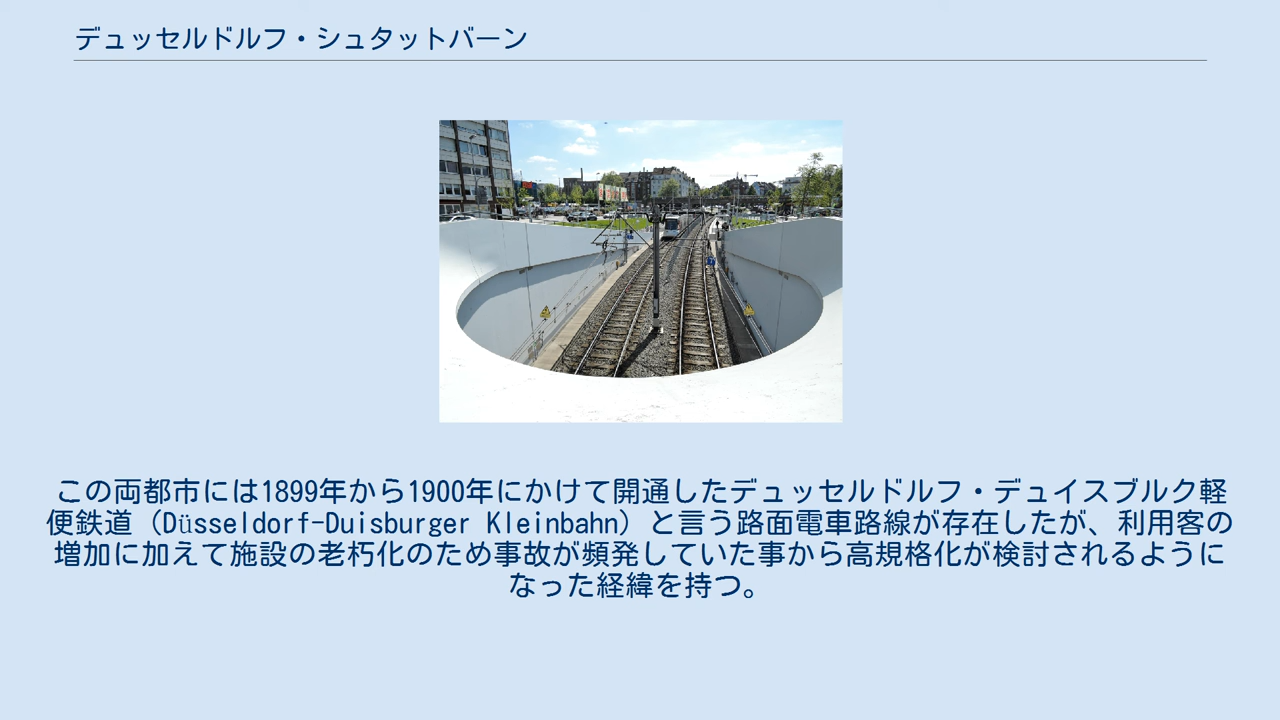 デュッセルドルフ・シュタットバーン
この両都市には1899年から1900年にかけて開通したデュッセルドルフ・デュイスブルク軽
便鉄道（Düsseldorf-Duisburger Kleinbahn）と言う路面電車路線が存在したが、利用客の
増加に加えて施設の老朽化のため事故が頻発していた事から高規格化が検討されるように
なった経緯を持つ。